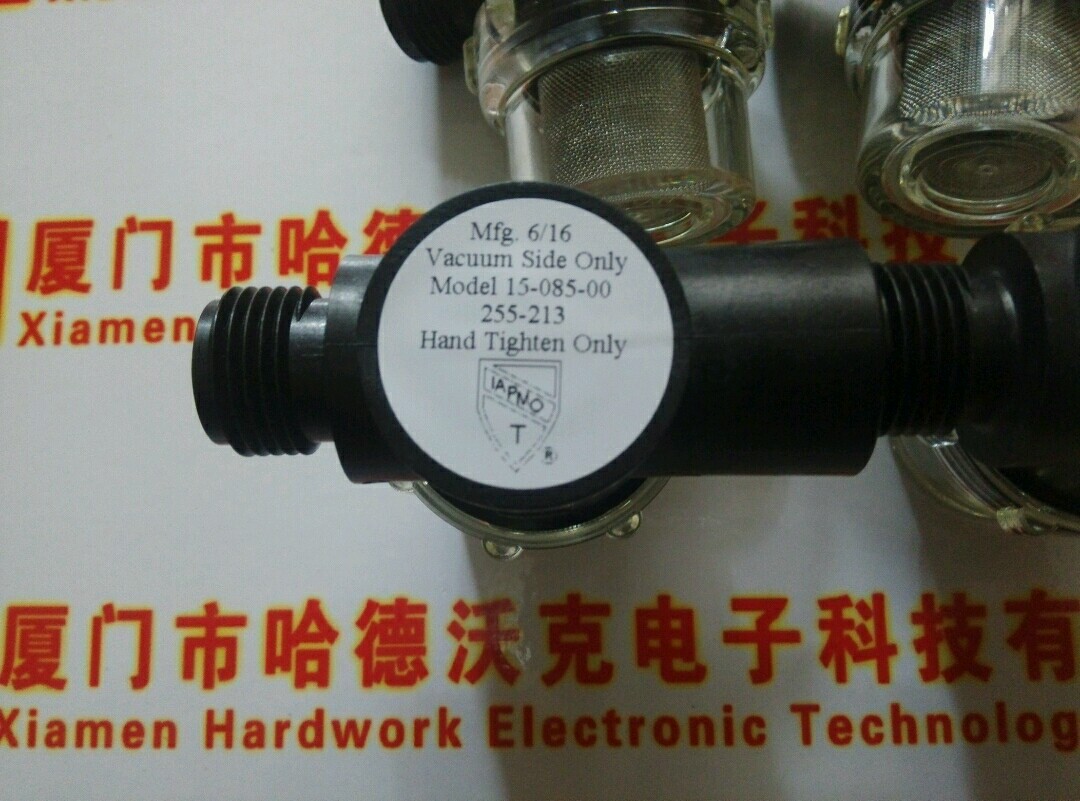 厦门市哈德
子科技
Xiamen
Mfg. 6/16
Vacuum Side Only
Model 15-085-00
255-213
Hand Tighten Only
IAPMO
T
®
厦门市哈德沃克电子科技有
Xiamen Hardwork Electronic Technolog